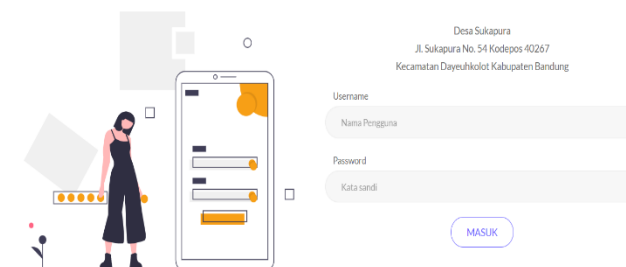 Desa Sukapura
Jl. Sukapura No. 54 Kodepos 40267
Kecamatan Dayeuhkolot Kabupaten Bandung
Username
Nama Pengguna
Password
Kata sandi
MASUK